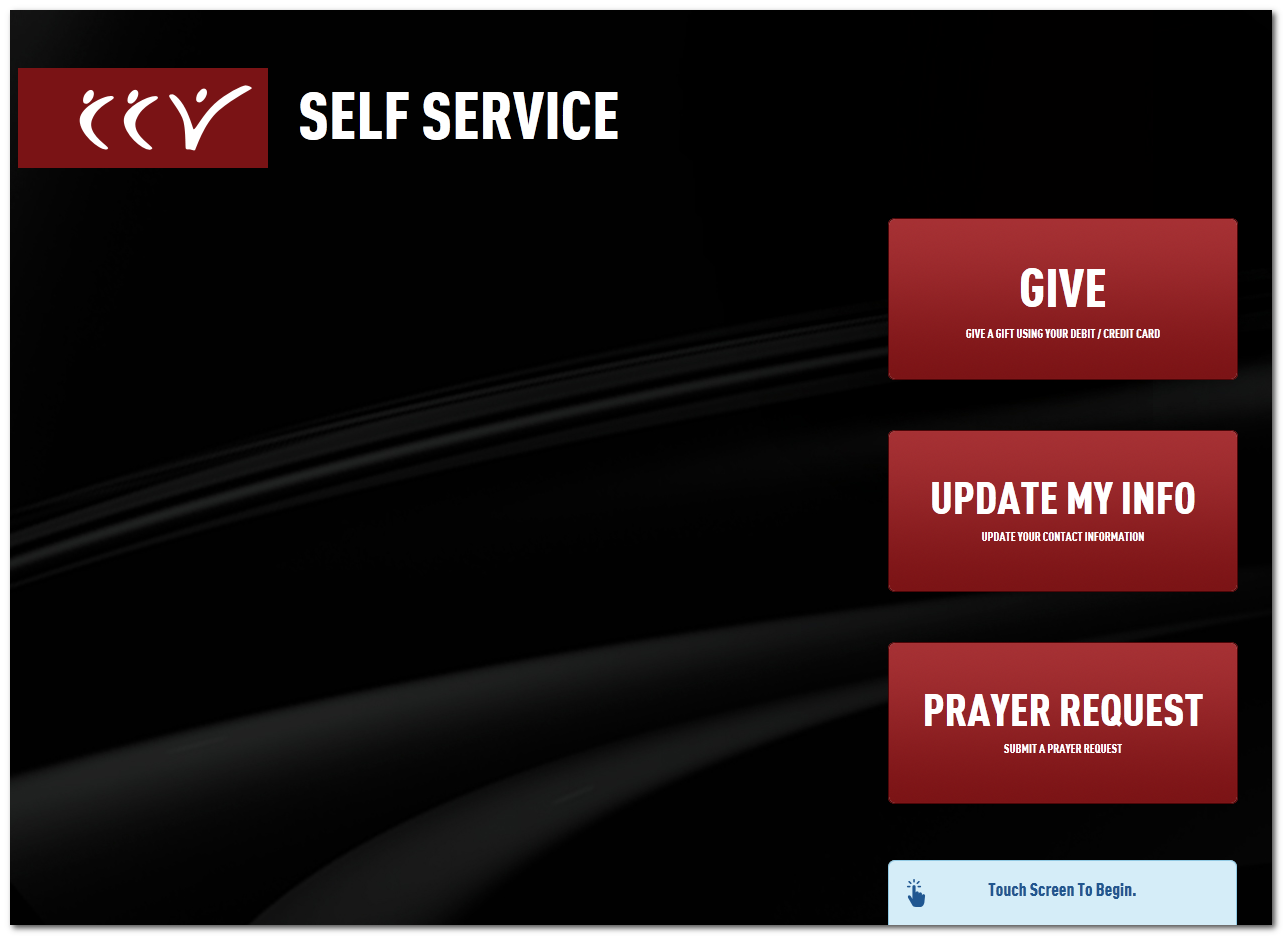 CCV
SELF SERVICE
GIVE
GIVE A GIFT USING YOUR DEBIT / CREDIT CARD
UPDATE MY INFO
UPDATE YOUR CONTACT INFORMATION
PRAYER REQUEST
SUBMIT A PRAYER REQUEST
Touch Screen To Begin.